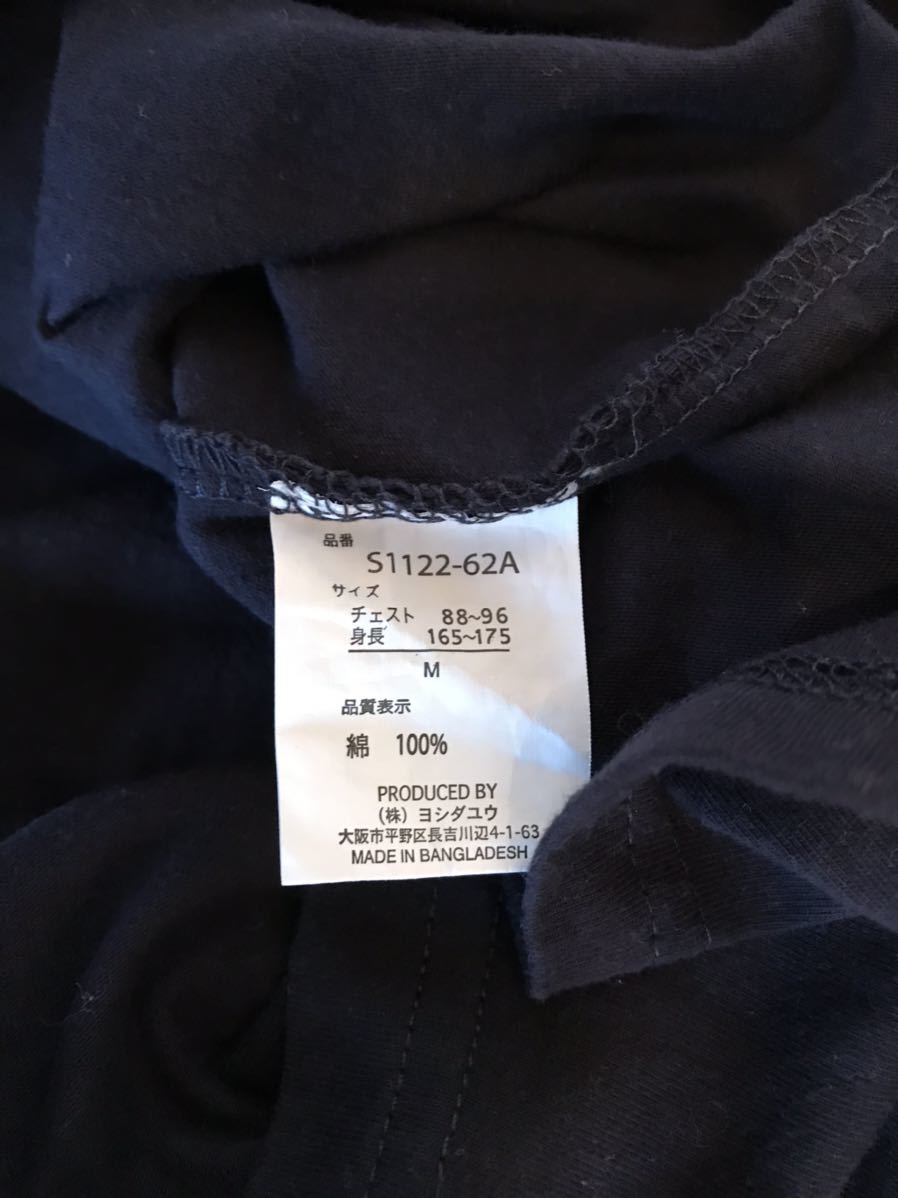 品番
S1122-62A
サイズ
チェスト 88~96
身長 165~175
M
品質表示
綿 100%
PRODUCED BY
(株) ヨシダユウ
大阪市平野区長吉川辺4-1-63
MADE IN BANGLADESH